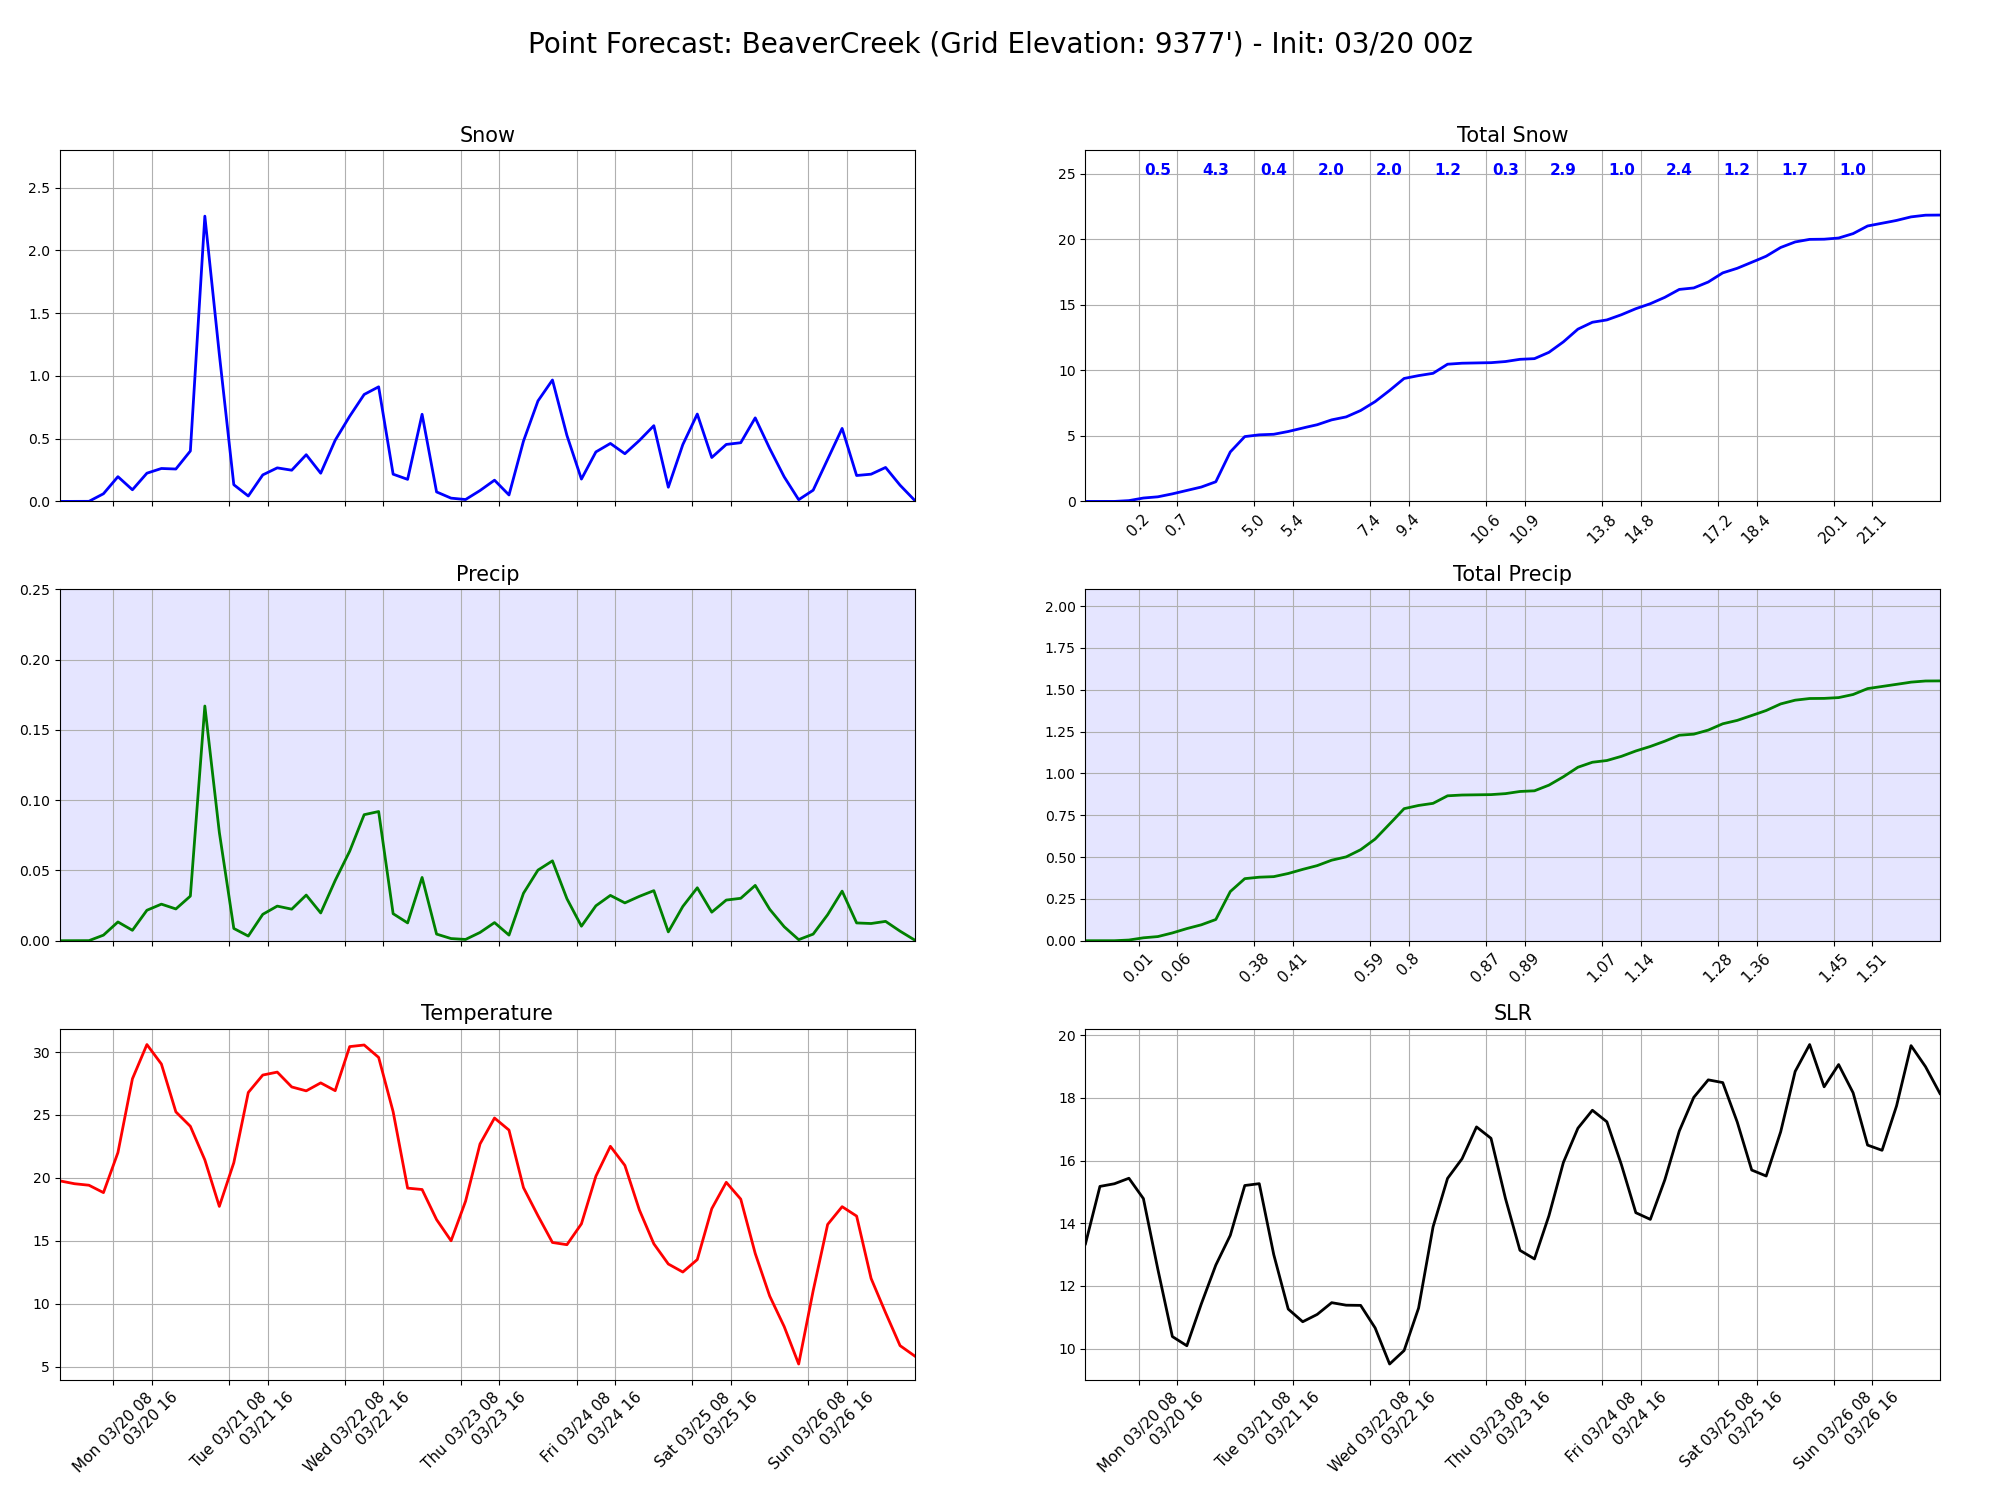 Point Forecast: BeaverCreek (Grid Elevation: 9377') - Init: 03/20 00z
Snow
2.5
2.0
1.5
1.0
0.5
0.0
Total Snow
0.5 4.3 0.4 2.0 2.0 1.2 0.3 2.9 1.0 2.4 1.2 1.7 1.0
25
20
15
10
5
0
0.2 0.7 5.0 5.4 7.4 9.4 10.6 10.9 13.8 14.8 17.2 18.4 20.1 21.1
Precip
0.25
0.20
0.15
0.10
0.05
0.00
Total Precip
2.00
1.75
1.50
1.25
1.00
0.75
0.50
0.25
0.00
0.01 0.06 0.38 0.41 0.59 0.8 0.87 0.89 1.07 1.14 1.28 1.36 1.45 1.51
Temperature
30
25
20
15
10
5
Mon 03/20 08
03/20 16
Tue 03/21 08
03/21 16
Wed 03/22 08
03/22 16
Thu 03/23 08
03/23 16
Fri 03/24 08
03/24 16
Sat 03/25 08
03/25 16
Sun 03/26 08
03/26 16
SLR
20
18
16
14
12
10
Mon 03/20 08
03/20 16
Tue 03/21 08
03/21 16
Wed 03/22 08
03/22 16
Thu 03/23 08
03/23 16
Fri 03/24 08
03/24 16
Sat 03/25 08
03/25 16
Sun 03/26 08
03/26 16